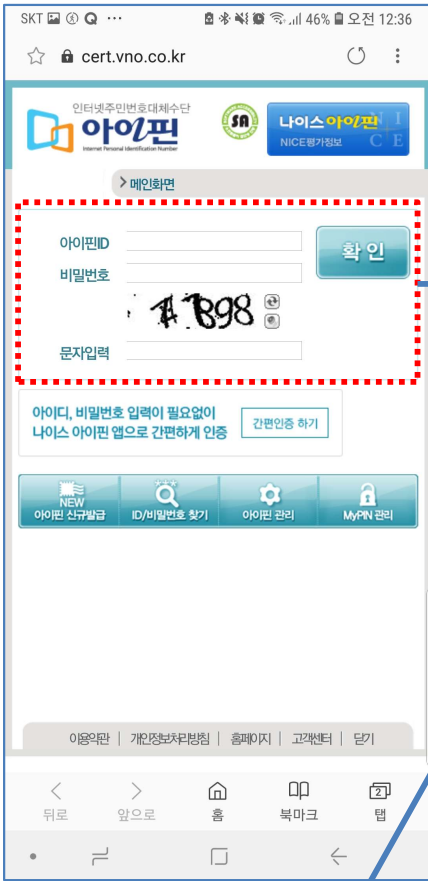 SKT 46% 오전 12:36
cert.vno.co.kr
인터넷주민번호대체수단
아이핀
Internet Personal Identification Number
SA
나이스아이핀
NICE평가정보
NICE
> 메인화면
아이핀ID
확인
비밀번호
문자입력
아이디, 비밀번호 입력이 필요없이
나이스 아이핀 앱으로 간편하게 인증
간편인증 하기
NEW
아이핀 신규발급
ID/비밀번호 찾기
아이핀 관리
MyPIN 관리
이용약관 | 개인정보처리방침 | 홈페이지 | 고객센터 | 닫기
2
뒤로 앞으로 홈 북마크 탭